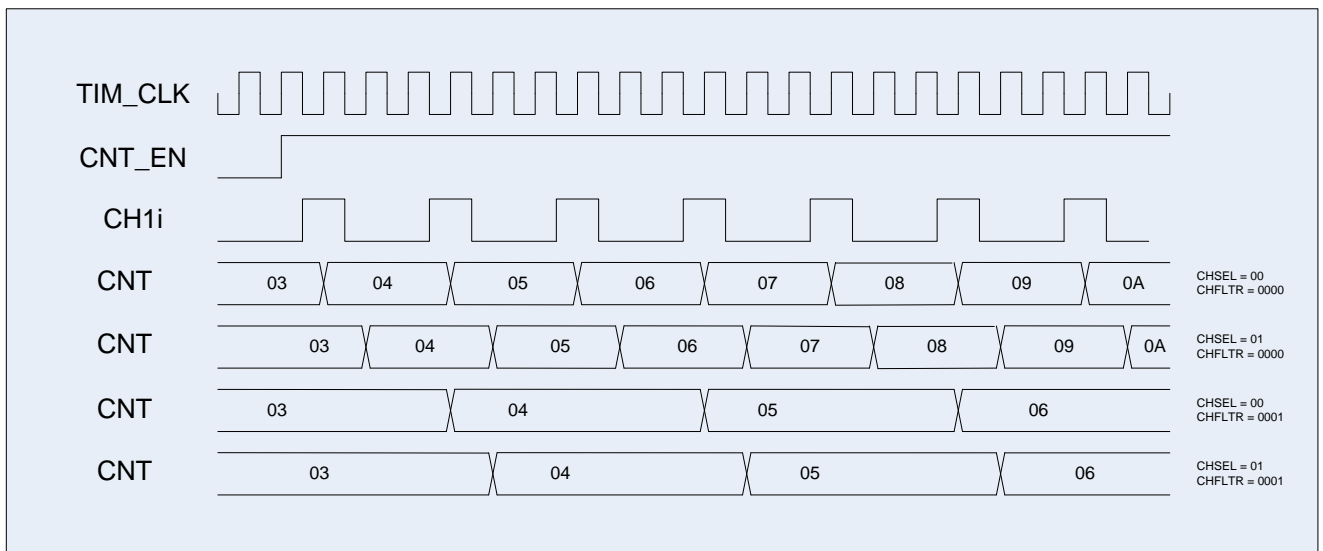 TIM_CLK
CNT_EN
CH1i
CNT 03 04 05 06 07 08 09 0A CHSEL = 00
CHFLTR = 0000
CNT 03 04 05 06 07 08 09 0A CHSEL = 01
CHFLTR = 0000
CNT 03 04 05 06 CHSEL = 00
CHFLTR = 0001
CNT 03 04 05 06 CHSEL = 01
CHFLTR = 0001